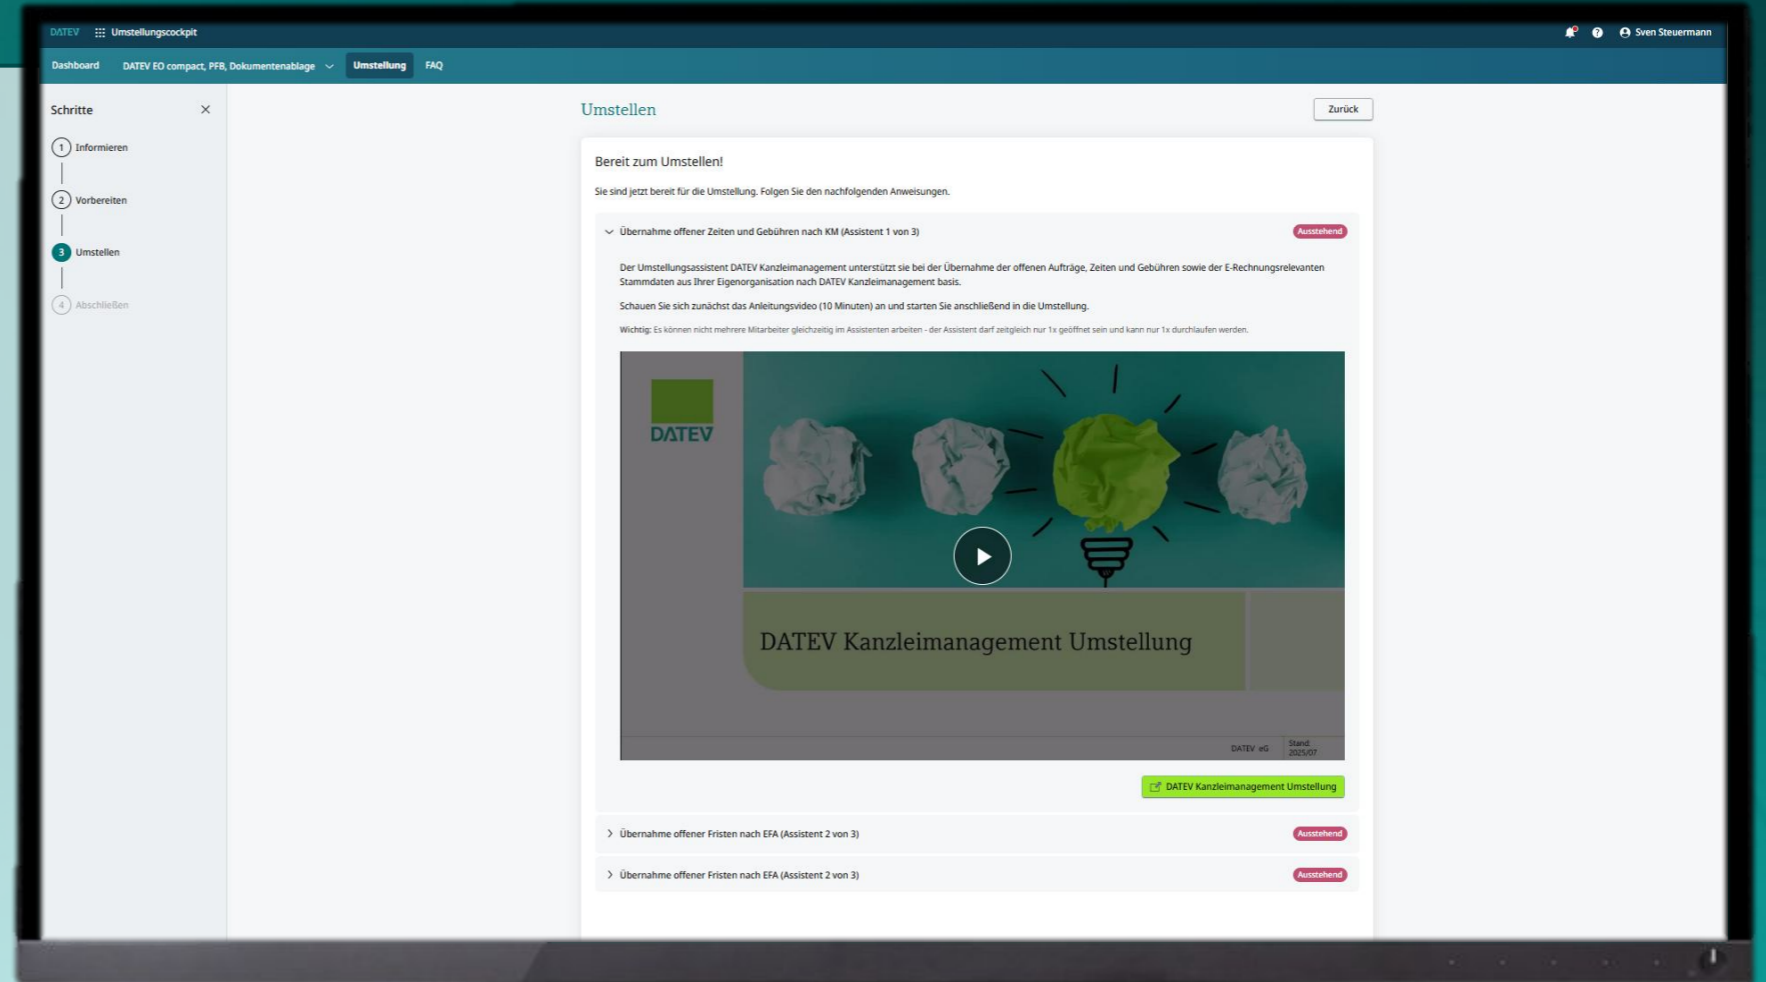 DATEV Umstellungscockpit
Sven Steuermann
Dashboard DATEV EO compact, PFB, Dokumentenablage Umstellung FAQ
Schritte
1 Informieren
2 Vorbereiten
3 Umstellen
4 Abschließen
Umstellen
Zurück
Bereit zum Umstellen!
Sie sind jetzt bereit für die Umstellung. Folgen Sie den nachfolgenden Anweisungen.
Übernahme offener Zeiten und Gebühren nach KM (Assistent 1 von 3) Ausstehend
Der Umstellungsassistent DATEV Kanzleimanagement unterstützt sie bei der Übernahme der offenen Aufträge, Zeiten und Gebühren sowie der E-Rechnungsrelevanten
Stammdaten aus Ihrer Eigenorganisation nach DATEV Kanzleimanagement basis.
Schauen Sie sich zunächst das Anleitungsvideo (10 Minuten) an und starten Sie anschließend in die Umstellung.
Wichtig: Es können nicht mehrere Mitarbeiter gleichzeitig im Assistenten arbeiten - der Assistent darf zeitgleich nur 1x geöffnet sein und kann nur 1x durchlaufen werden.
DATEV
DATEV Kanzleimanagement Umstellung
DATEV eG
Stand:
2025/07
DATEV Kanzleimanagement Umstellung
Übernahme offener Fristen nach EFA (Assistent 2 von 3) Ausstehend
Übernahme offener Fristen nach EFA (Assistent 2 von 3) Ausstehend